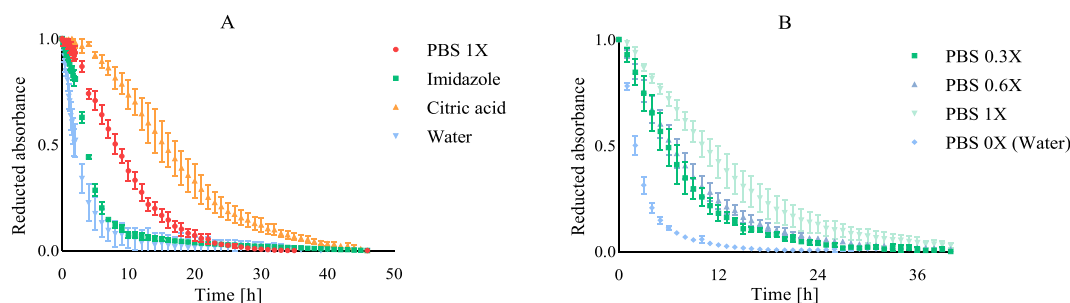 A
Reducted absorbance
1.0
0.5
0.0
0
10
20
30
40
50
Time [h]
PBS 1X
Imidazole
Citric acid
Water
B
Reducted absorbance
1.0
0.5
0.0
0
12
24
36
Time [h]
PBS 0.3X
PBS 0.6X
PBS 1X
PBS 0X (Water)